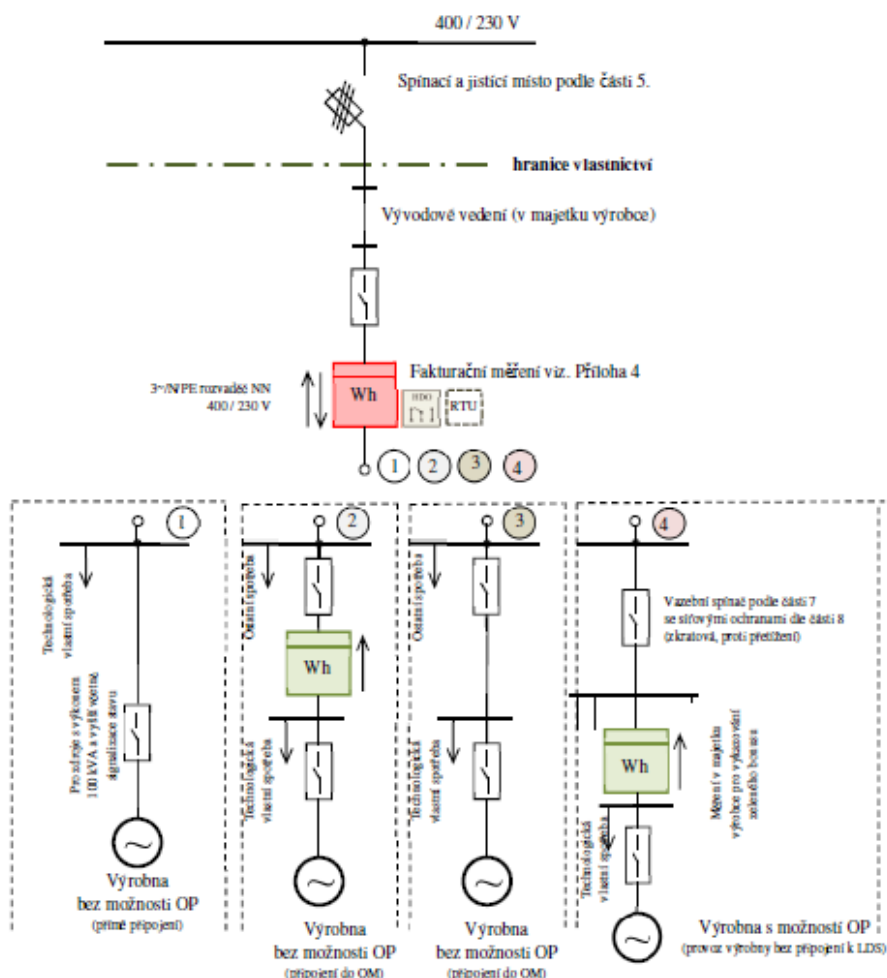 400 / 230 V
Spínací a jistící místo podle části 5.
hranice vlastnictví
Vývodové vedení (v majetku výrobce)
Fakturační měření viz. Příloha 4
3~/N/PE rozvaděč NN
400 / 230 V
Wh
HDO
RTU
1
2
3
4
1
Technologická
vlastní spotřeba
Pro zdroje s výkonem
100 kVA a vyšší včetně,
signalizace stavu
Výrobna
bez možnosti OP
(přímé připojení)
2
Ostatní spotřeba
Wh
Technologická
vlastní spotřeba
Výrobna
bez možnosti OP
(připojení do OM)
3
Ostatní spotřeba
Technologická
vlastní spotřeba
Výrobna
bez možnosti OP
(připojení do OM)
4
Vazební spínač podle části 7
se síťovými ochranami dle části 8
(zkratová, proti přetížení)
Wh
Měření v majetku
výrobce pro vykazování
zeleného bonusu
Technologická
vlastní spotřeba
Výrobna s možností OP
(provoz výrobny bez připojení k LDS)